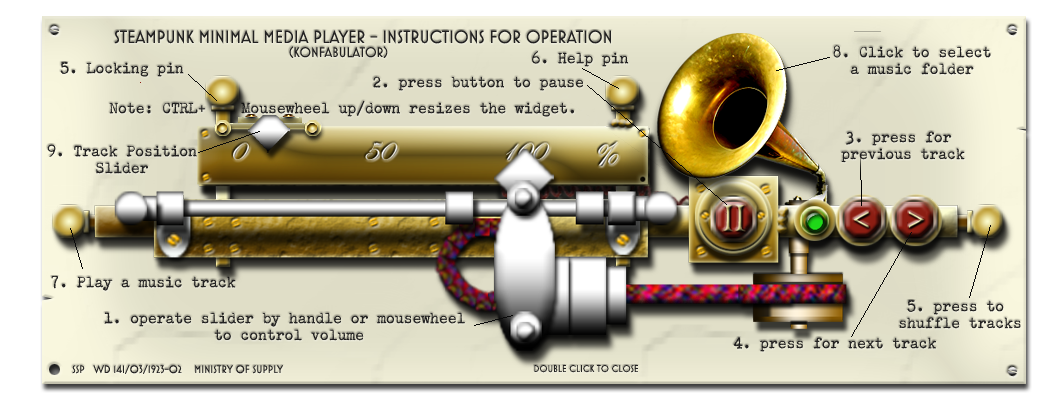 STEAMPUNK MINIMAL MEDIA PLAYER - INSTRUCTIONS FOR OPERATION
(KONFABULATOR)
6. Help pin
8. Click to select
a music folder
5. Locking pin
2. press button to pause
Note: CTRL+ Mousewheel up/down resizes the widget.
3. press for
previous track
9. Track Position
Slider
0 50 100 %
< >
7. Play a music track
1. operate slider by handle or mousewheel
to control volume
5. press to
shuffle tracks
4. press for next track
SSP WD 141/03/1923-02 MINISTRY OF SUPPLY
DOUBLE CLICK TO CLOSE